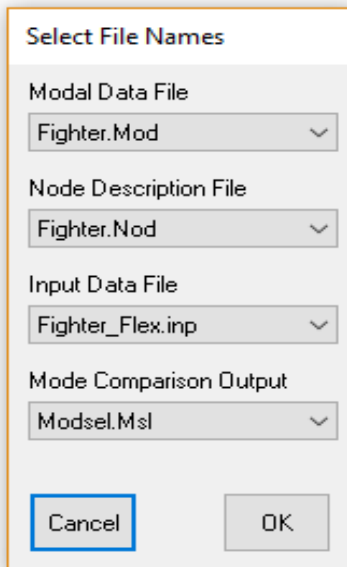 Select File Names
Modal Data File
Fighter.Mod
Node Description File
Fighter.Nod
Input Data File
Fighter_Flex.inp
Mode Comparison Output
Modsel.Msl
Cancel OK